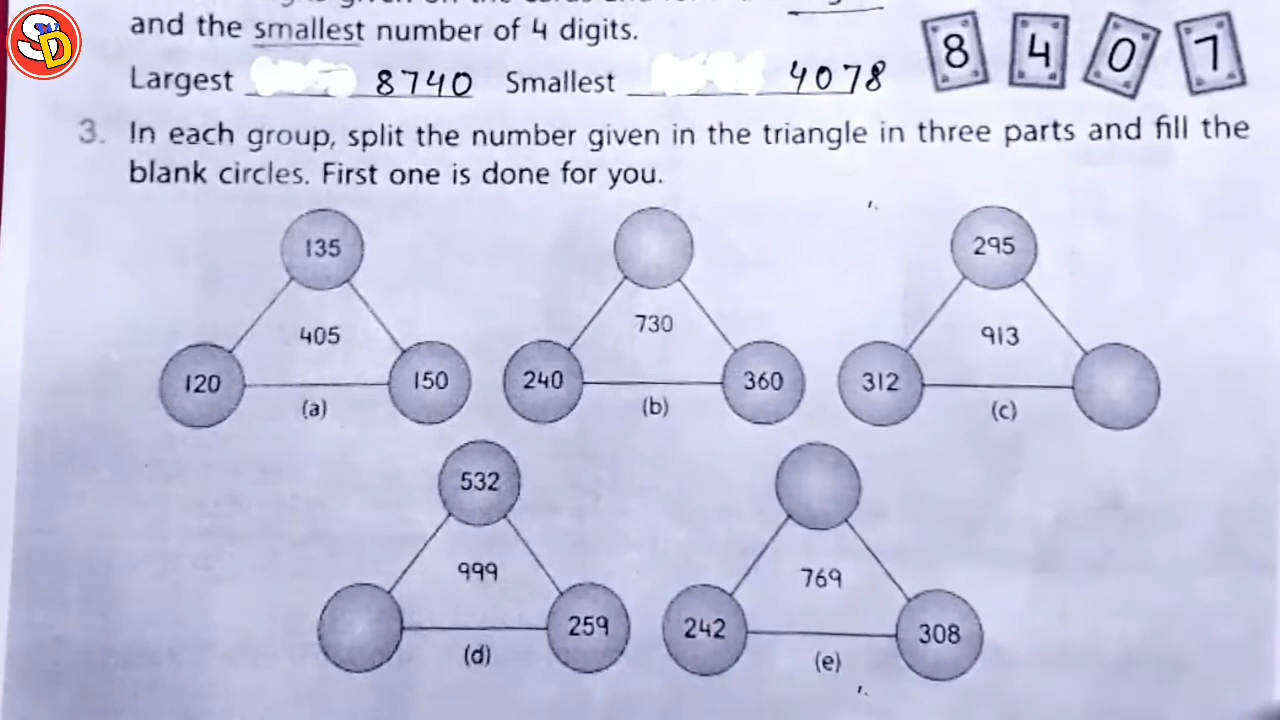 and the smallest number of 4 digits.
8 4 0 7
Largest 8740 Smallest 4078
3. In each group, split the number given in the triangle in three parts and fill the
blank circles. First one is done for you.
135 295
405 730 913
120 150 240 360 312
(a) (b) (c)
532
999 769
259 242 308
(d) (e)
SD